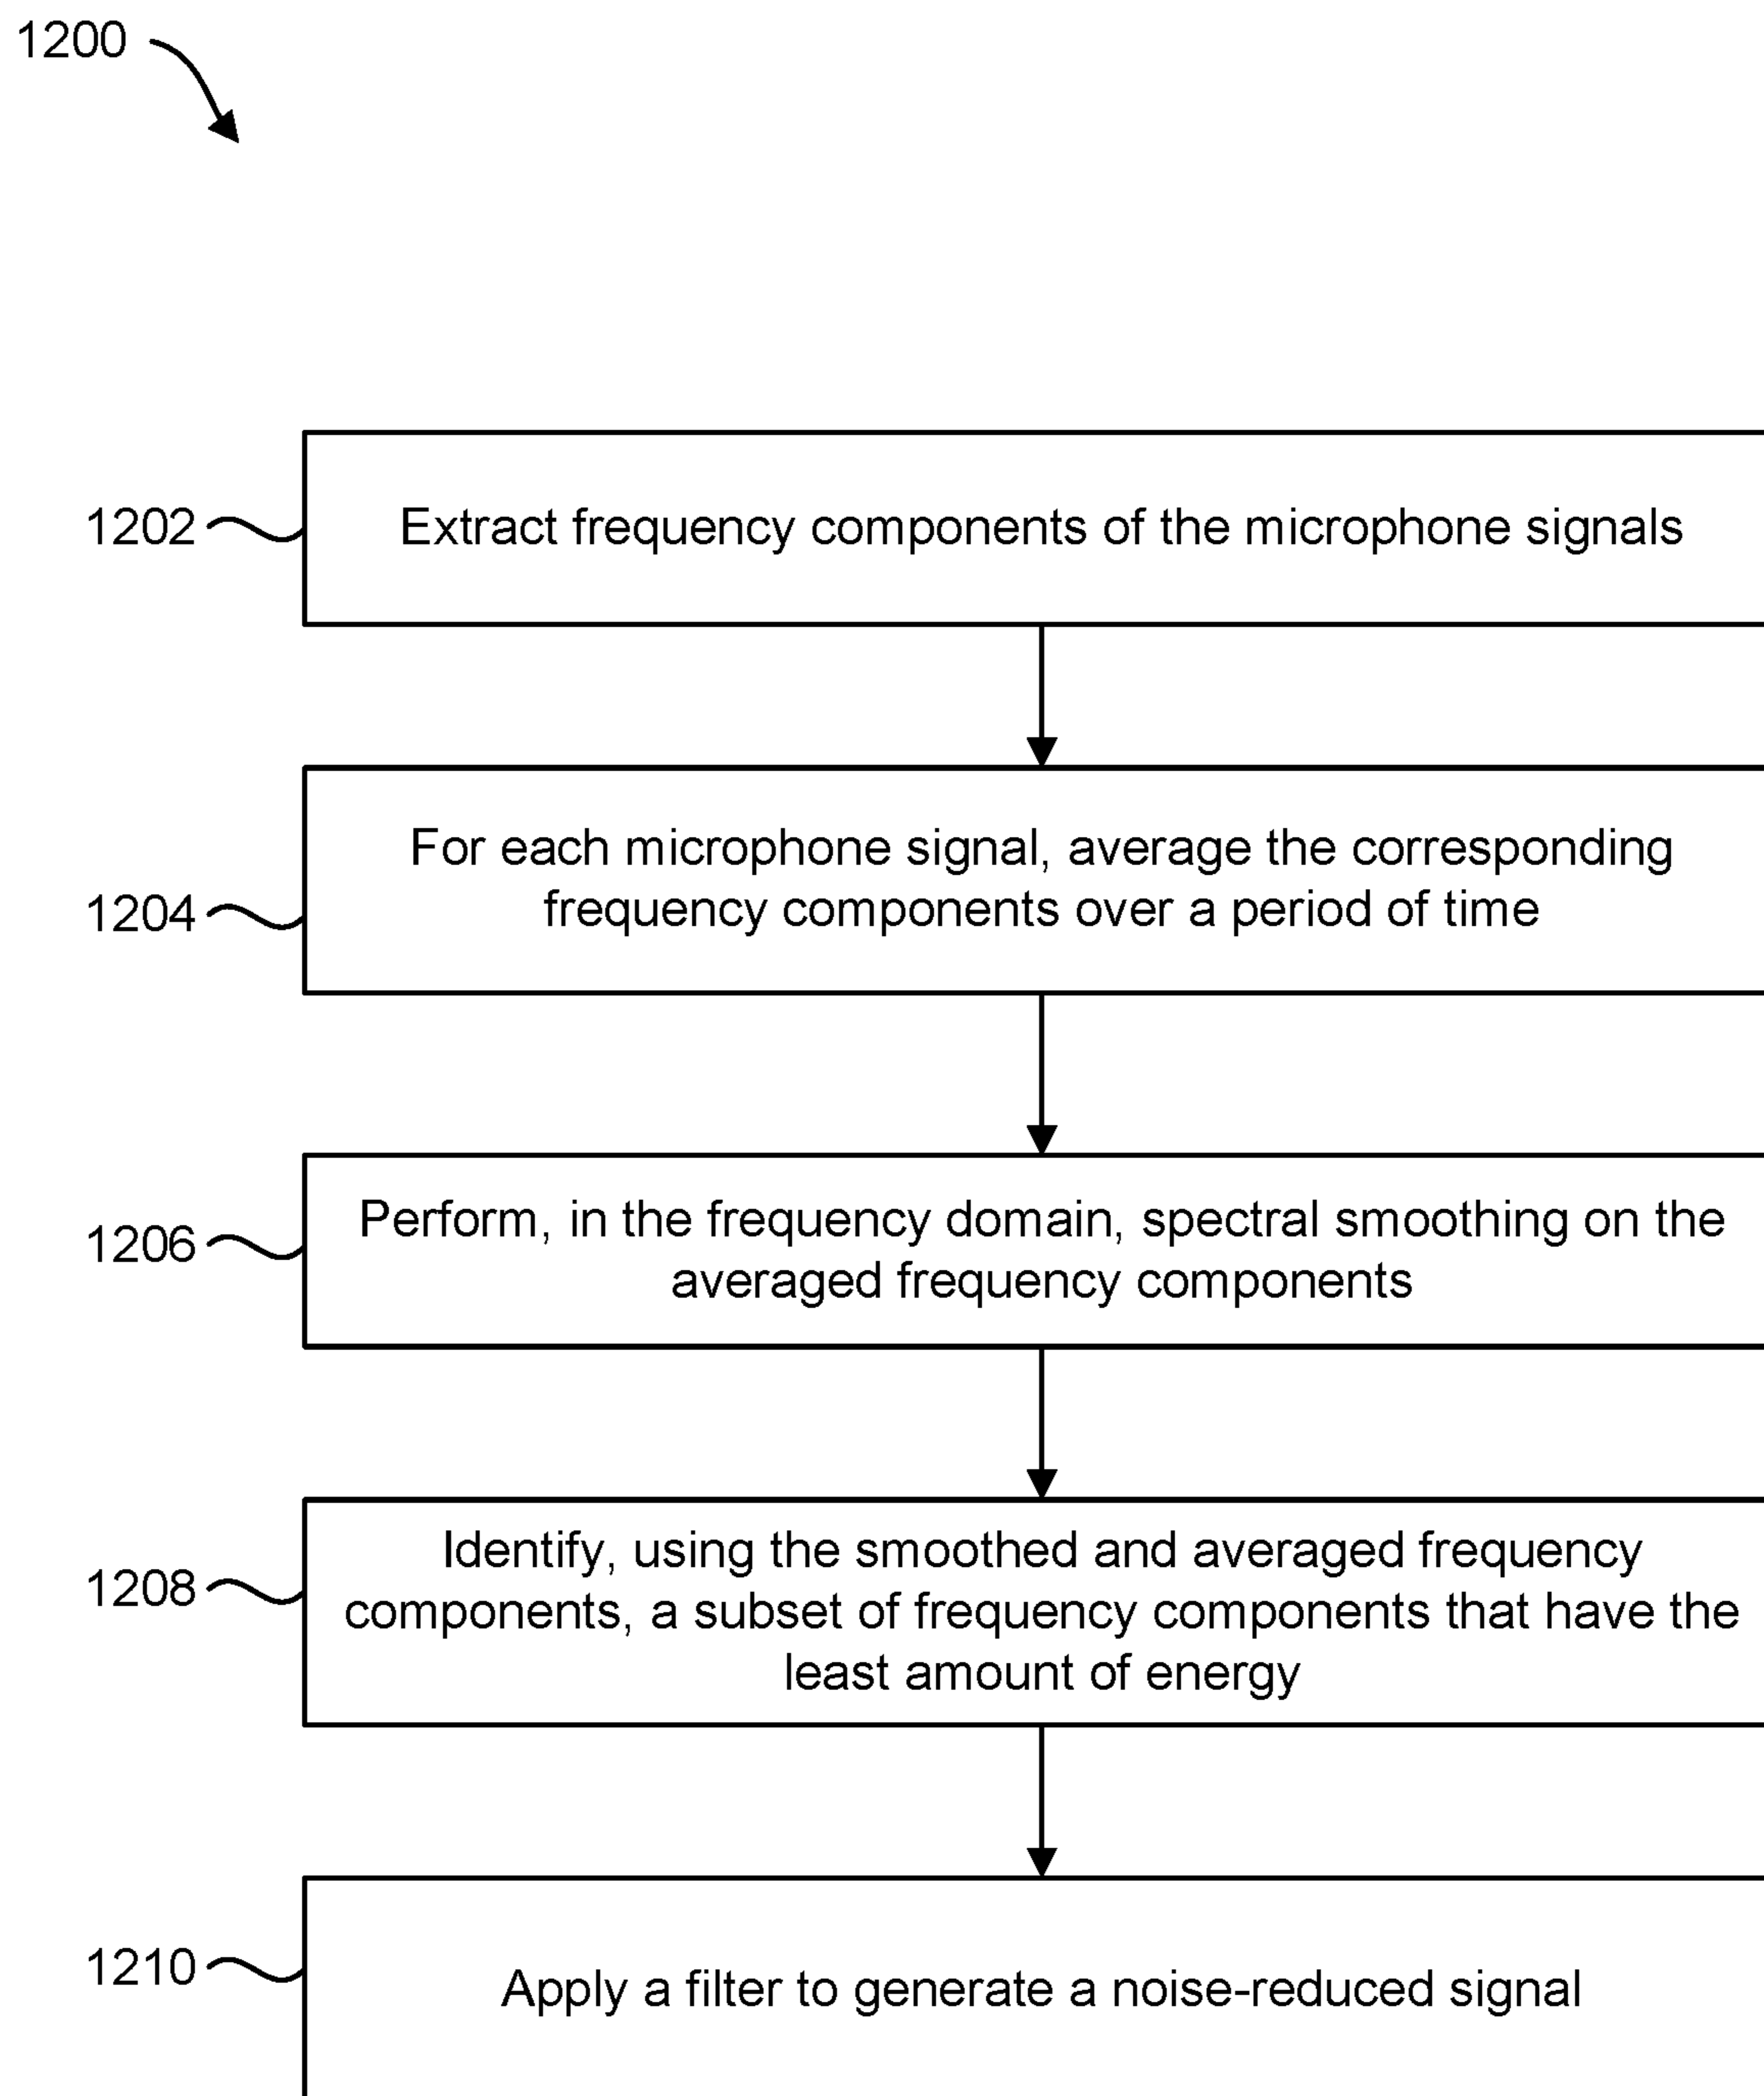 1200
1202
Extract frequency components of the microphone signals
For each microphone signal, average the corresponding
1204
frequency components over a period of time
1206
Perform, in the frequency domain, spectral smoothing on the
averaged frequency components
Identify, using the smoothed and averaged frequency
1208
components, a subset of frequency components that have the
least amount of energy
1210
Apply a filter to generate a noise-reduced signal